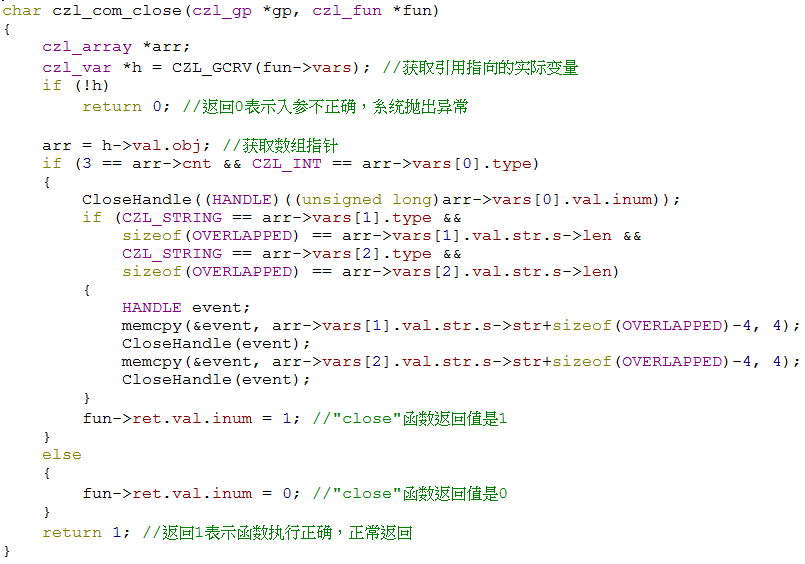 char czl_com_close(czl_gp *gp, czl_fun *fun)
{
    czl_array *arr;
    czl_var *h = CZL_GCRV(fun->vars); //获取引用指向的实际变量
    if (!h)
        return 0; //返回0表示入参不正确，系统抛出异常

    arr = h->val.obj; //获取数组指针
    if (3 == arr->cnt && CZL_INT == arr->vars[0].type)
    {
        CloseHandle((HANDLE)((unsigned long)arr->vars[0].val.inum));
        if (CZL_STRING == arr->vars[1].type &&
            sizeof(OVERLAPPED) == arr->vars[1].val.str.s->len &&
            CZL_STRING == arr->vars[2].type &&
            sizeof(OVERLAPPED) == arr->vars[2].val.str.s->len)
        {
            HANDLE event;
            memcpy(&event, arr->vars[1].val.str.s->str+sizeof(OVERLAPPED)-4, 4);
            CloseHandle(event);
            memcpy(&event, arr->vars[2].val.str.s->str+sizeof(OVERLAPPED)-4, 4);
            CloseHandle(event);
        }
        fun->ret.val.inum = 1; //"close"函数返回值是1
    }
    else
    {
        fun->ret.val.inum = 0; //"close"函数返回值是0
    }
    return 1; //返回1表示函数执行正确，正常返回
}